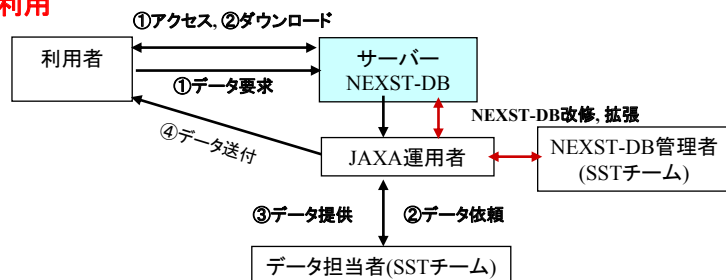 利用
①アクセス, ②ダウンロード
利用者
サーバー
NEXST-DB
①データ要求
NEXST-DB改修, 拡張
④データ送付
JAXA運用者
NEXST-DB管理者
(SSTチーム)
③データ提供
②データ依頼
データ担当者(SSTチーム)